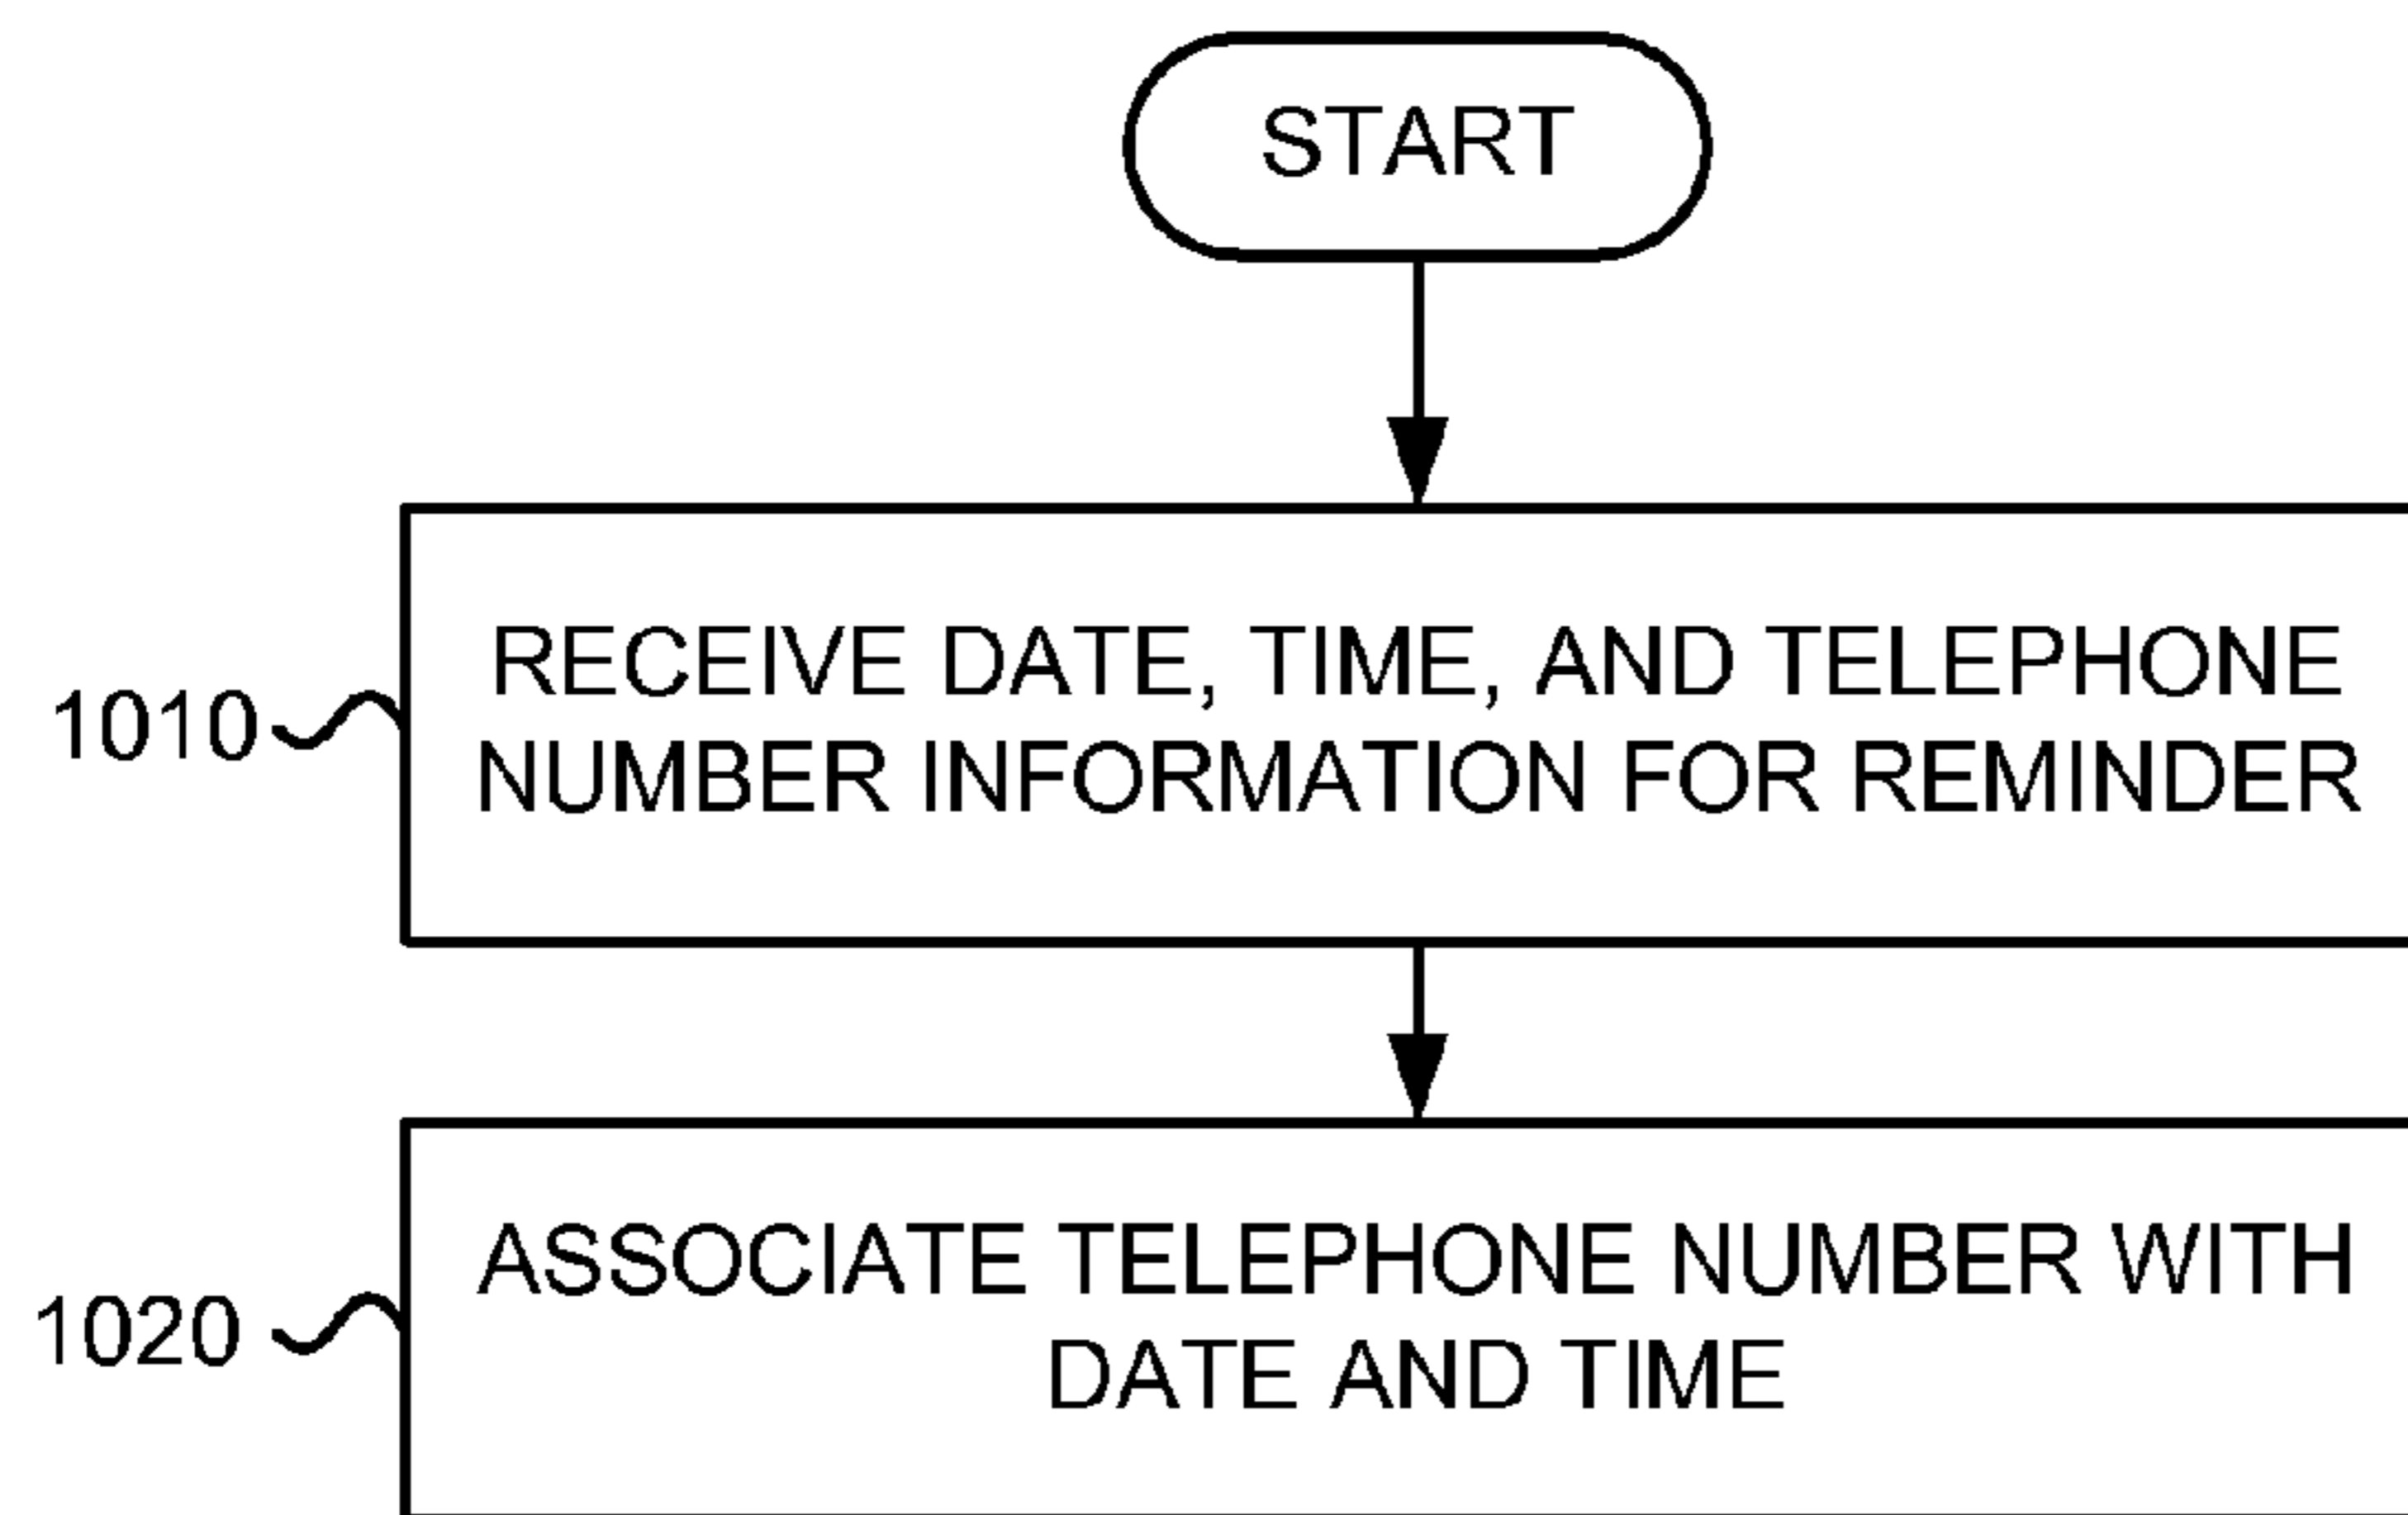 START
RECEIVE DATE, TIME, AND TELEPHONE
NUMBER INFORMATION FOR REMINDER
1010
ASSOCIATE TELEPHONE NUMBER WITH
DATE AND TIME
1020